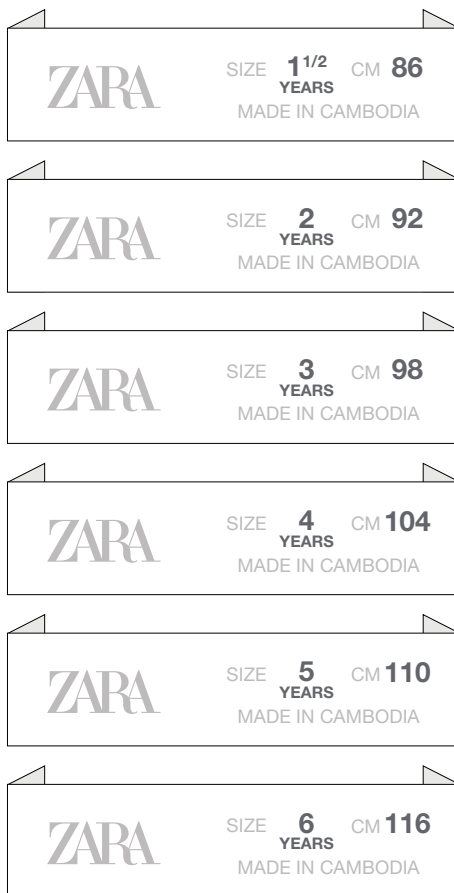 ZARA SIZE 1 1/2 CM 86
YEARS
MADE IN CAMBODIA
ZARA SIZE 2 CM 92
YEARS
MADE IN CAMBODIA
ZARA SIZE 3 CM 98
YEARS
MADE IN CAMBODIA
ZARA SIZE 4 CM 104
YEARS
MADE IN CAMBODIA
ZARA SIZE 5 CM 110
YEARS
MADE IN CAMBODIA
ZARA SIZE 6 CM 116
YEARS
MADE IN CAMBODIA